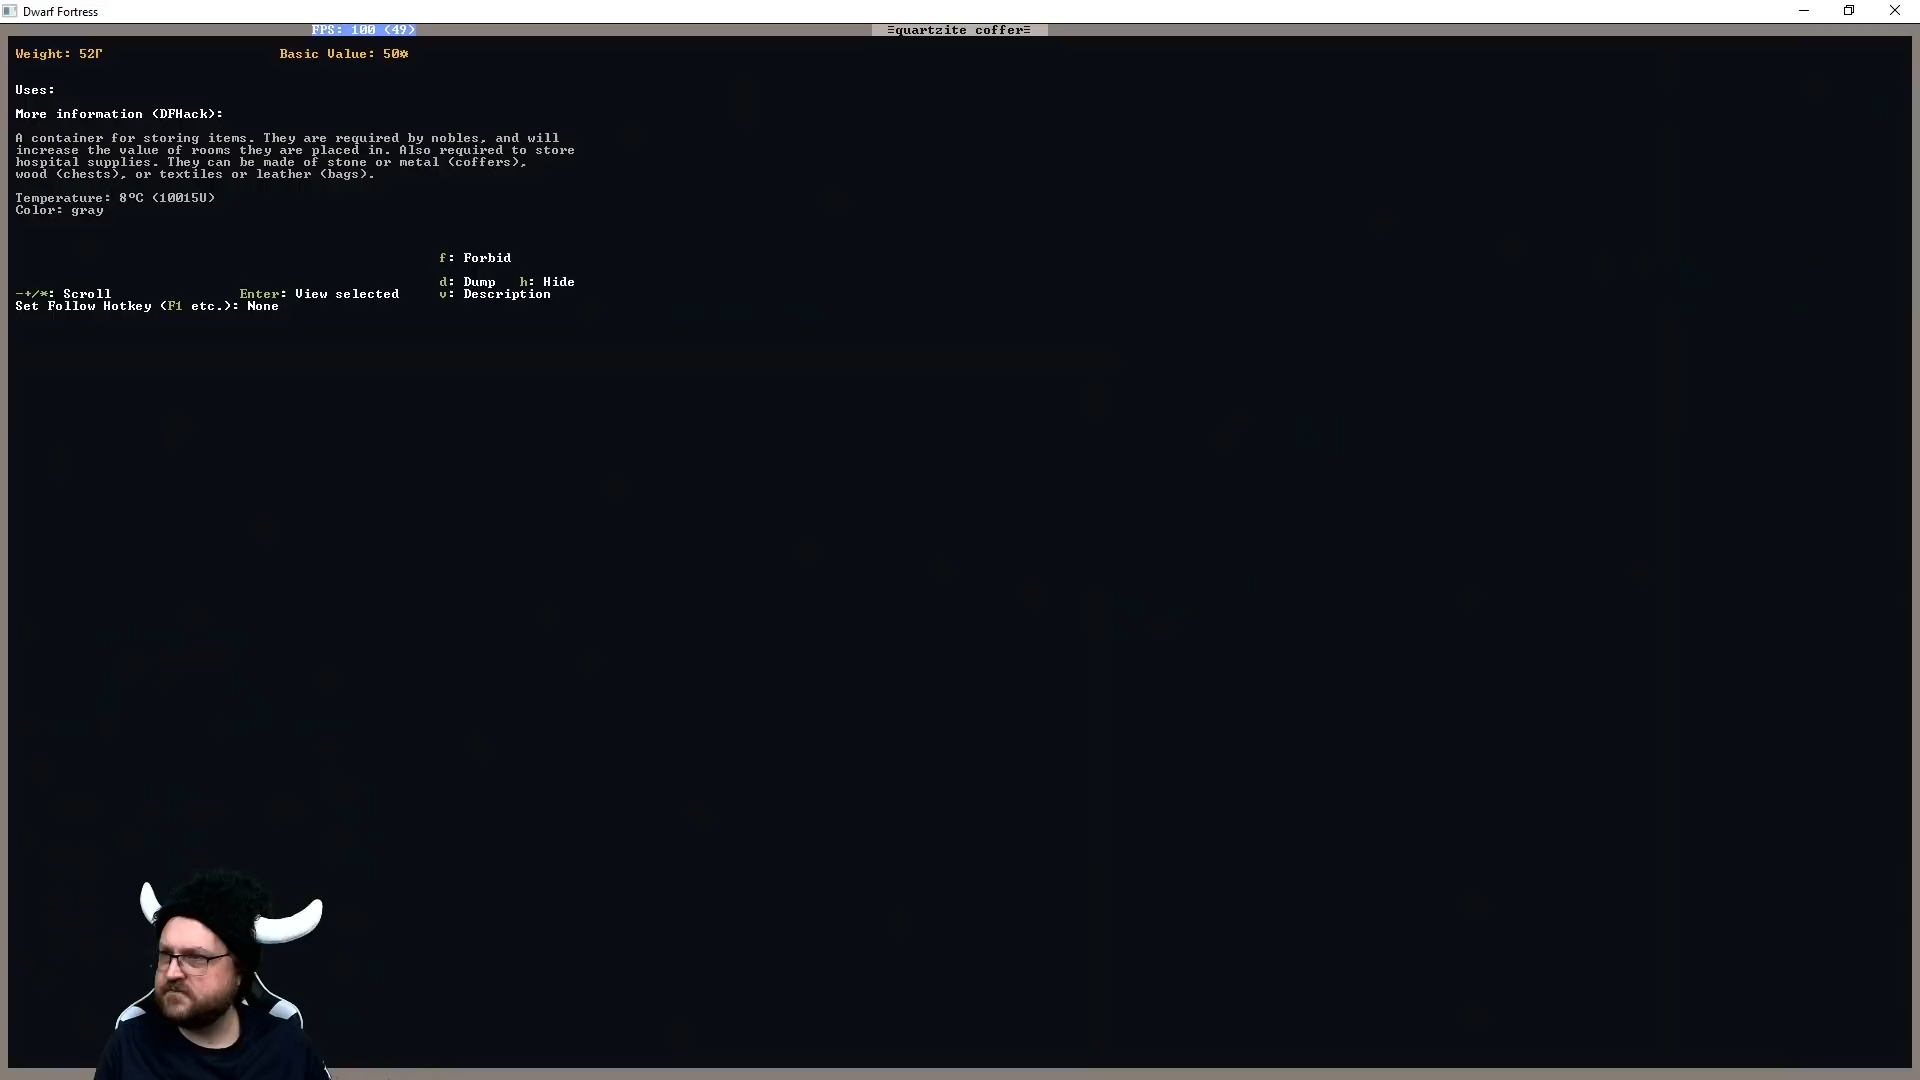 Dwarf Fortress
FPS: 100 (49)
≡quartzite coffer≡
Weight: 52Γ Basic Value: 50☼
Uses:
More information (DFHack):
A container for storing items. They are required by nobles, and will
increase the value of rooms they are placed in. Also required to store
hospital supplies. They can be made of stone or metal (coffers),
wood (chests), or textiles or leather (bags).
Temperature: 8°C (10015U)
Color: gray
f: Forbid
d: Dump h: Hide
-+/*: Scroll Enter: View selected v: Description
Set Follow Hotkey (F1 etc.): None